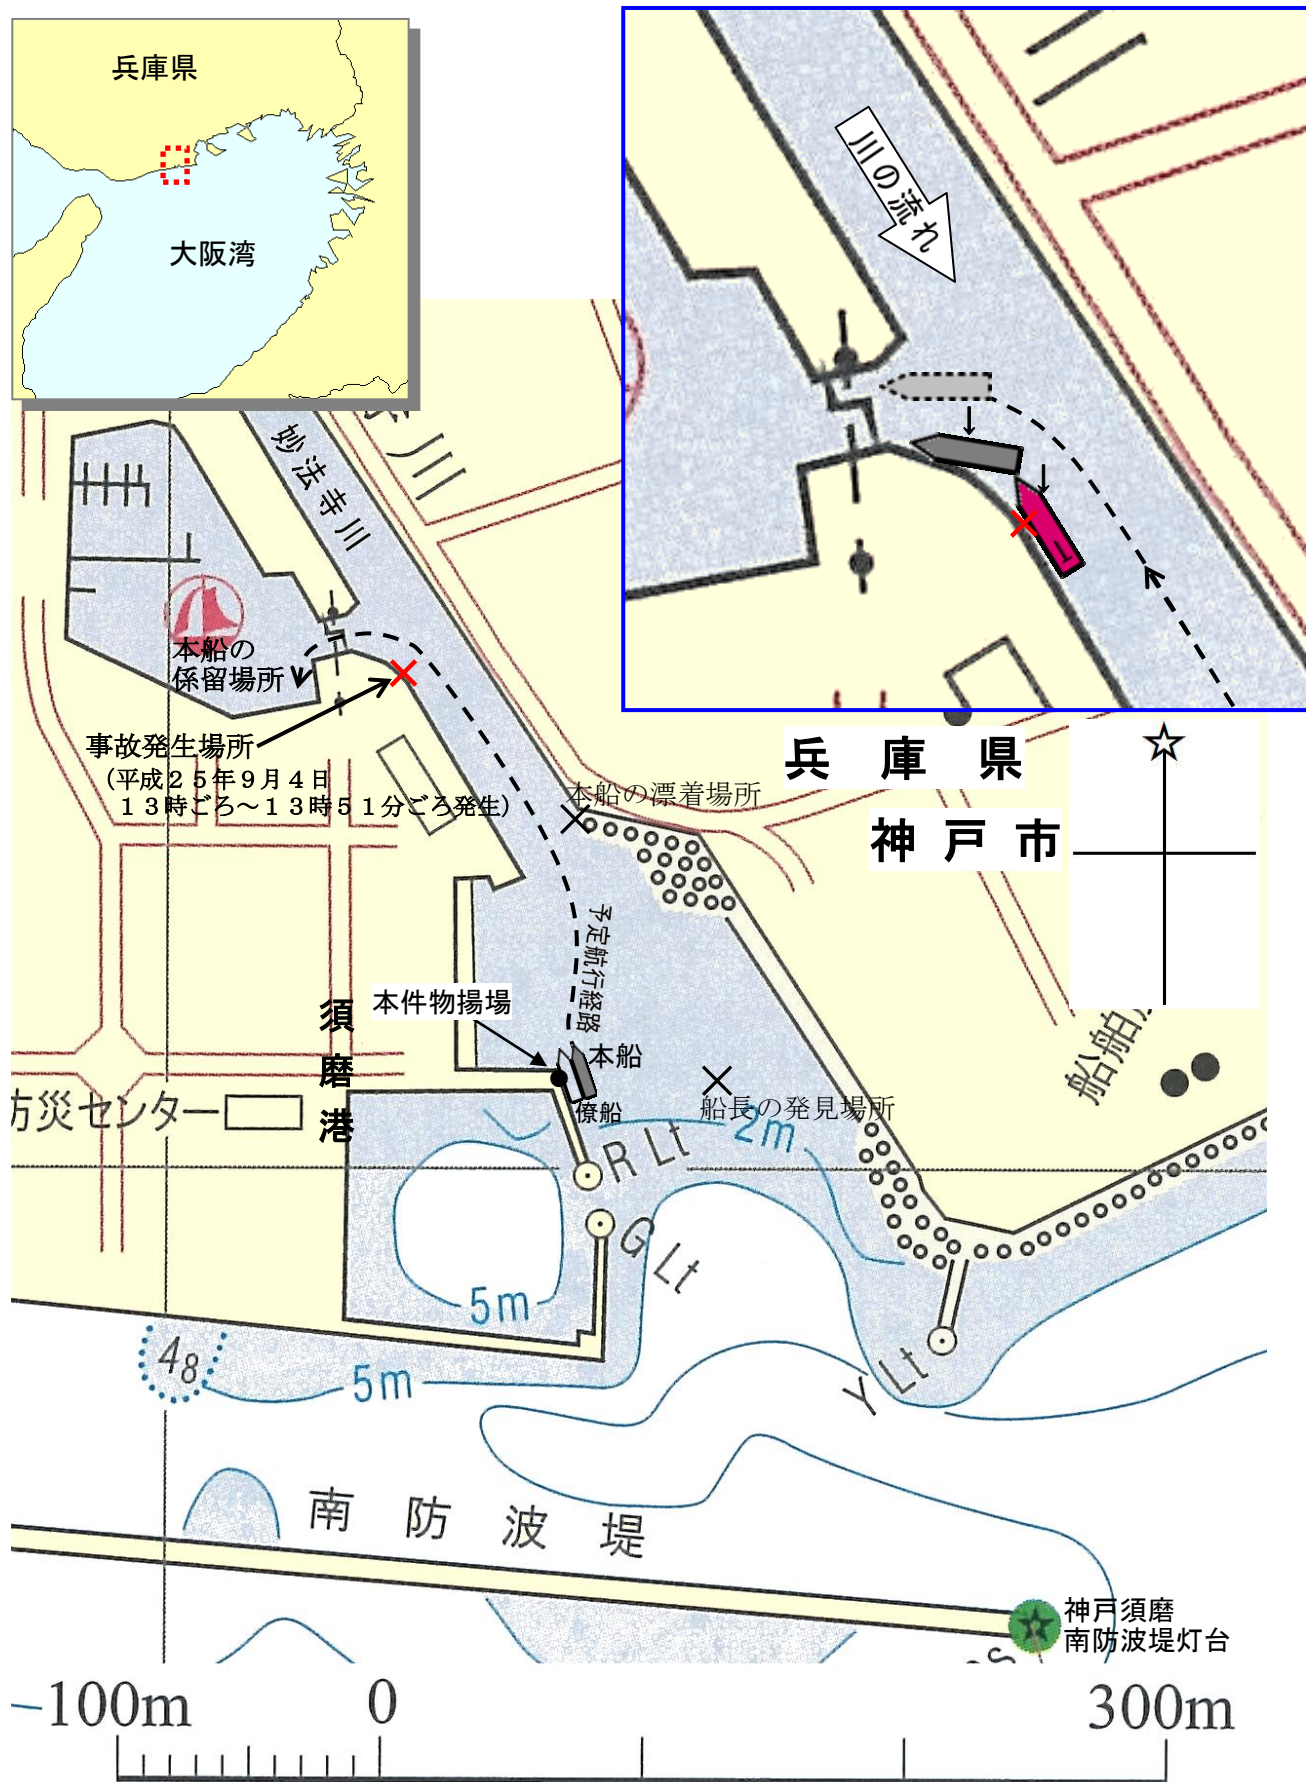 兵庫県
大阪湾
川の流れ
妙法寺川
川
本船の
係留場所
事故発生場所
（平成２５年９月４日
１３時ごろ～１３時５１分ごろ発生）
兵庫県
神戸市
本船の漂着場所
予定航行経路
本件物揚場
須磨港
本船
僚船
船長の発見場所
防災センター
船舶
2m
R Lt
G Lt
5m
4₈
5m
Y Lt
南防波堤
神戸須磨
南防波堤灯台
100m 0 300m